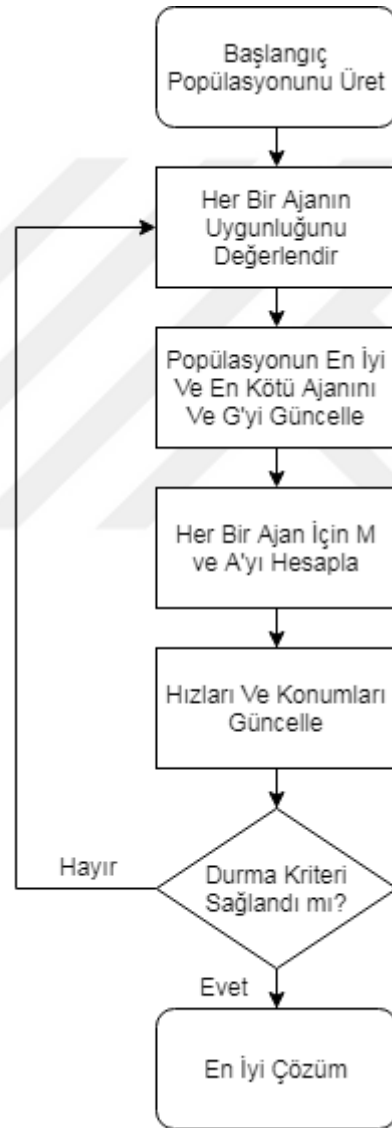 Başlangıç
Popülasyonunu Üret
Her Bir Ajanın
Uygunluğunu
Değerlendir
Popülasyonun En İyi
Ve En Kötü Ajanını
Ve G'yi Güncelle
Her Bir Ajan İçin M
ve A'yı Hesapla
Hızları Ve Konumları
Güncelle
Hayır
Durma Kriteri
Sağlandı mı?
Evet
En İyi Çözüm